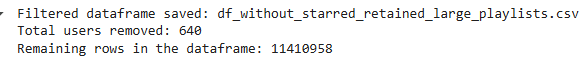 Filtered dataframe saved: df_without_starred_retained_large_playlists.csv
Total users removed: 640
Remaining rows in the dataframe: 11410958